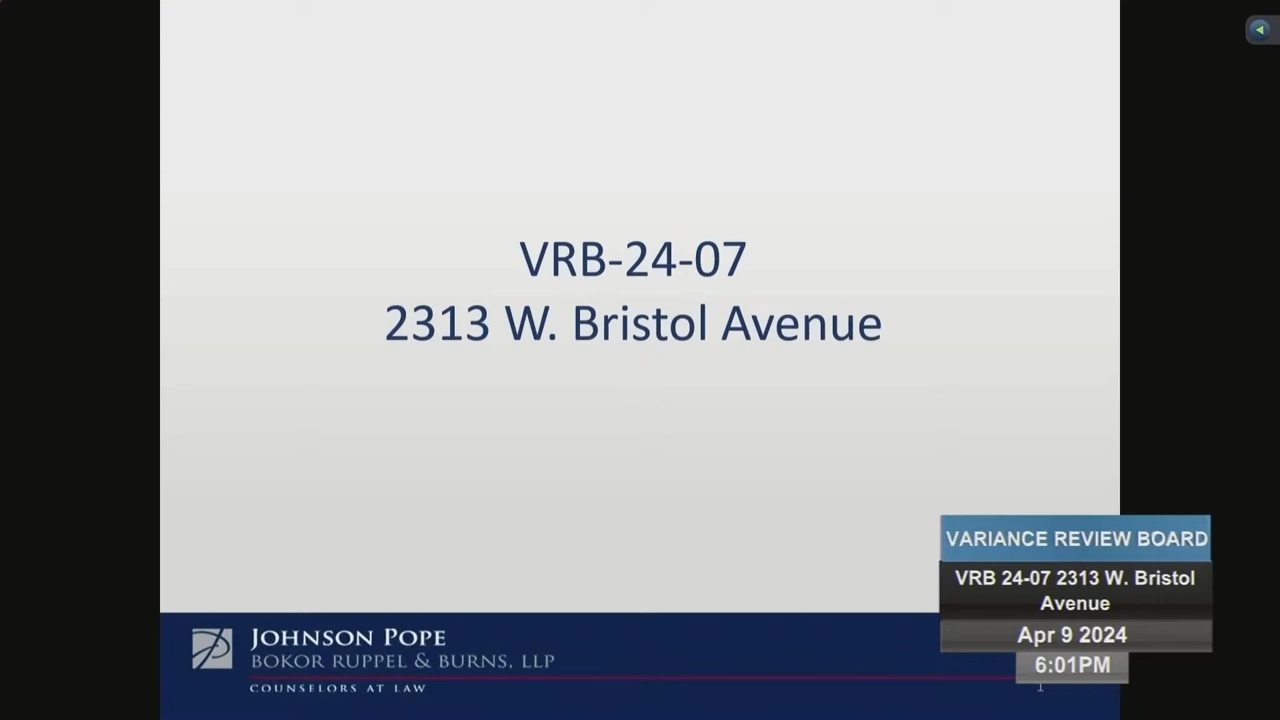 VRB-24-07
2313 W. Bristol Avenue
JOHNSON POPE
BOKOR RUPPEL & BURNS, LLP
COUNSELORS AT LAW
1
VARIANCE REVIEW BOARD
VRB 24-07 2313 W. Bristol
Avenue
Apr 9 2024
6:01PM